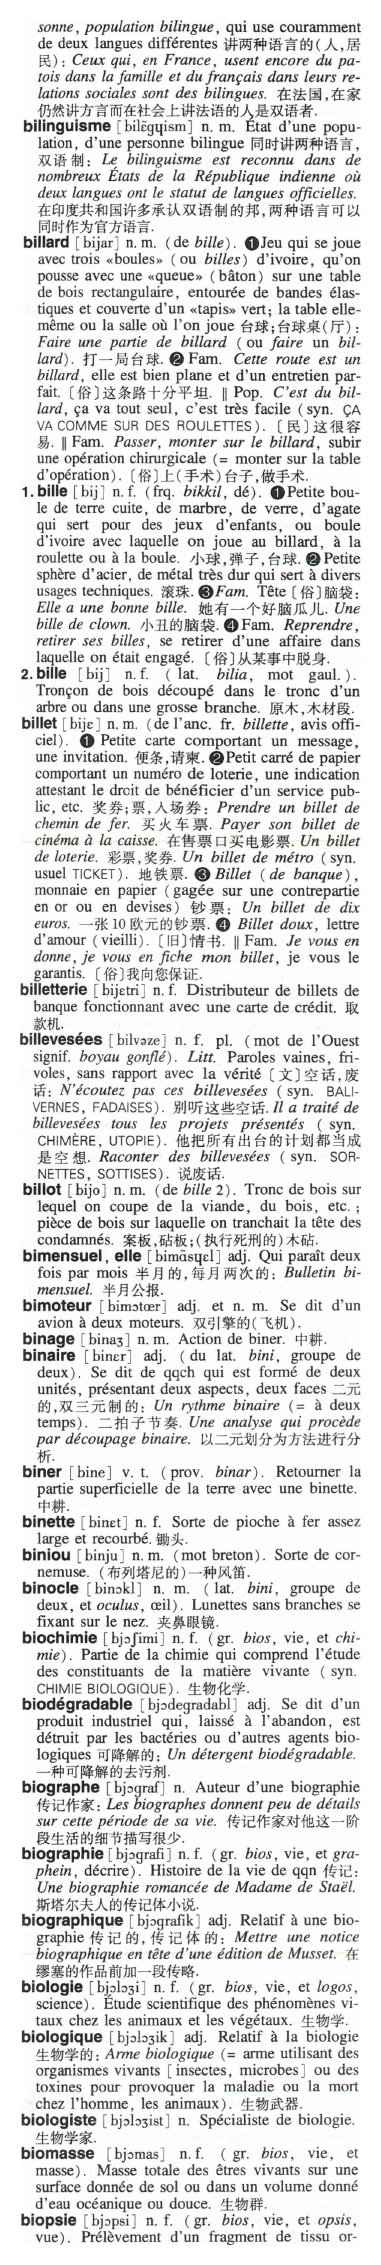 sonne, population bilingue, qui use couramment
de deux langues différentes 讲两种语言的(人,居
民): Ceux qui, en France, usent encore du pa-
tois dans la famille et du français dans leurs re-
lations sociales sont des bilingues. 在法国,在家
仍然讲方言而在社会上讲法语的人是双语者.
bilinguisme [bilɛ̃gɥism] n. m. État d'une popu-
lation, d'une personne bilingue 同时讲两种语言,
双语制: Le bilinguisme est reconnu dans de
nombreux États de la République indienne où
deux langues ont le statut de langues officielles.
在印度共和国许多承认双语制的邦,两种语言可以
同时作为官方语言.
billard [bijar] n. m. (de bille). ❶Jeu qui se joue
avec trois «boules» (ou billes) d'ivoire, qu'on
pousse avec une «queue» (bâton) sur une table
de bois rectangulaire, entourée de bandes élas-
tiques et couverte d'un «tapis» vert; la table elle-
même ou la salle où l'on joue 台球;台球桌(厅):
Faire une partie de billard (ou faire un bil-
lard). 打一局台球. ❷ Fam. Cette route est un
billard, elle est bien plane et d'un entretien par-
fait. 〔俗〕这条路十分平坦. ‖ Pop. C'est du bil-
lard, ça va tout seul, c'est très facile (syn. ÇA
VA COMME SUR DES ROULETTES). 〔民〕这很容
易. ‖ Fam. Passer, monter sur le billard, subir
une opération chirurgicale (= monter sur la table
d'opération). 〔俗〕上(手术)台子,做手术.
1. bille [bij] n. f. (frq. bikkil, dé). ❶Petite bou-
le de terre cuite, de marbre, de verre, d'agate
qui sert pour des jeux d'enfants, ou boule
d'ivoire avec laquelle on joue au billard, à la
roulette ou à la boule. 小球,弹子,台球. ❷Petite
sphère d'acier, de métal très dur qui sert à divers
usages techniques. 滚珠. ❸Fam. Tête〔俗〕脑袋:
Elle a une bonne bille. 她有一个好脑瓜儿. Une
bille de clown. 小丑的脑袋. ❹Fam. Reprendre,
retirer ses billes, se retirer d'une affaire dans
laquelle on était engagé. 〔俗〕从某事中脱身.
2. bille [bij] n. f. (lat. bilia, mot gaul.).
Tronçon de bois découpé dans le tronc d'un
arbre ou dans une grosse branche. 原木,木材段.
billet [bijɛ] n. m. (de l'anc. fr. billette, avis offi-
ciel). ❶ Petite carte comportant un message,
une invitation. 便条,请柬. ❷Petit carré de papier
comportant un numéro de loterie, une indication
attestant le droit de bénéficier d'un service pub-
lic, etc. 奖券;票,入场券: Prendre un billet de
chemin de fer. 买火车票. Payer son billet de
cinéma à la caisse. 在售票口买电影票. Un billet
de loterie. 彩票,奖券. Un billet de métro (syn.
usuel TICKET). 地铁票. ❸ Billet (de banque),
monnaie en papier (gagée sur une contrepartie
en or ou en devises) 钞票: Un billet de dix
euros. 一张10欧元的钞票. ❹ Billet doux, lettre
d'amour (vieilli). 〔旧〕情书. ‖ Fam. Je vous en
donne, je vous en fiche mon billet, je vous le
garantis. 〔俗〕我向您保证.
billetterie [bijetri] n. f. Distributeur de billets de
banque fonctionnant avec une carte de crédit. 取
款机.
billevesées [bilvəze] n. f. pl. (mot de l'Ouest
signif. boyau gonflé). Litt. Paroles vaines, fri-
voles, sans rapport avec la vérité〔文〕空话,废
话: N'écoutez pas ces billevesées (syn. BALI-
VERNES, FADAISES). 别听这些空话. Il a traité de
billevesées tous les projets présentés (syn.
CHIMÈRE, UTOPIE). 他把所有出台的计划都当成
是空想. Raconter des billevesées (syn. SOR-
NETTES, SOTTISES). 说废话.
billot [bijo] n. m. (de bille 2). Tronc de bois sur
lequel on coupe de la viande, du bois, etc.;
pièce de bois sur laquelle on tranchait la tête des
condamnés. 案板,砧板;(执行死刑的)木砧.
bimensuel, elle [bimɑ̃sɥɛl] adj. Qui paraît deux
fois par mois 半月的,每月两次的: Bulletin bi-
mensuel. 半月公报.
bimoteur [bimɔtœr] adj. et n. m. Se dit d'un
avion à deux moteurs. 双引擎的(飞机).
binage [binaʒ] n. m. Action de biner. 中耕.
binaire [binɛr] adj. (du lat. bini, groupe de
deux). Se dit de qqch qui est formé de deux
unités, présentant deux aspects, deux faces 二元
的,双三元制的: Un rythme binaire (= à deux
temps). 二拍子节奏. Une analyse qui procède
par découpage binaire. 以二元划分为方法进行分
析.
biner [bine] v. t. (prov. binar). Retourner la
partie superficielle de la terre avec une binette.
中耕.
binette [binɛt] n. f. Sorte de pioche à fer assez
large et recourbé. 锄头.
biniou [binju] n. m. (mot breton). Sorte de cor-
nemuse. (布列塔尼的)一种风笛.
binocle [binɔkl] n. m. (lat. bini, groupe de
deux, et oculus, œil). Lunettes sans branches se
fixant sur le nez. 夹鼻眼镜.
biochimie [bjɔʃimi] n. f. (gr. bios, vie, et chi-
mie). Partie de la chimie qui comprend l'étude
des constituants de la matière vivante (syn.
CHIMIE BIOLOGIQUE). 生物化学.
biodégradable [bjɔdegradabl] adj. Se dit d'un
produit industriel qui, laissé à l'abandon, est
détruit par les bactéries ou d'autres agents bio-
logiques 可降解的: Un détergent biodégradable.
一种可降解的去污剂.
biographe [bjɔgraf] n. Auteur d'une biographie
传记作家: Les biographes donnent peu de détails
sur cette période de sa vie. 传记作家对他这一阶
段生活的细节描写很少.
biographie [bjɔgrafi] n. f. (gr. bios, vie, et gra-
phein, décrire). Histoire de la vie de qqn 传记:
Une biographie romancée de Madame de Staël.
斯塔尔夫人的传记体小说.
biographique [bjɔgrafik] adj. Relatif à une bio-
graphie 传记的,传记体的: Mettre une notice
biographique en tête d'une édition de Musset. 在
缪塞的作品前加一段传略.
biologie [bjɔlɔʒi] n. f. (gr. bios, vie, et logos,
science). Étude scientifique des phénomènes vi-
taux chez les animaux et les végétaux. 生物学.
biologique [bjɔlɔʒik] adj. Relatif à la biologie
生物学的: Arme biologique (= arme utilisant des
organismes vivants [insectes, microbes] ou des
toxines pour provoquer la maladie ou la mort
chez l'homme, les animaux). 生物武器.
biologiste [bjɔlɔʒist] n. Spécialiste de biologie.
生物学家.
biomasse [bjɔmas] n. f. (gr. bios, vie, et
masse). Masse totale des êtres vivants sur une
surface donnée de sol ou dans un volume donné
d'eau océanique ou douce. 生物群.
biopsie [bjɔpsi] n. f. (gr. bios, vie, et opsis,
vue). Prélèvement d'un fragment de tissu or-